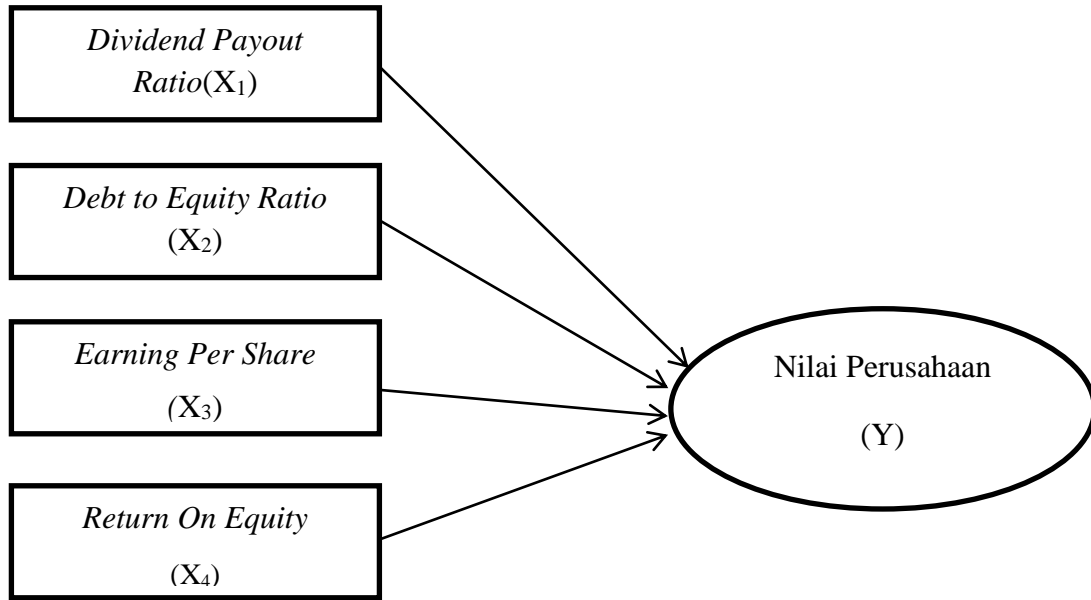 Dividend Payout
Ratio(X₁)
Debt to Equity Ratio
(X₂)
Earning Per Share
(X₃)
Return On Equity
(X₄)
Nilai Perusahaan
(Y)